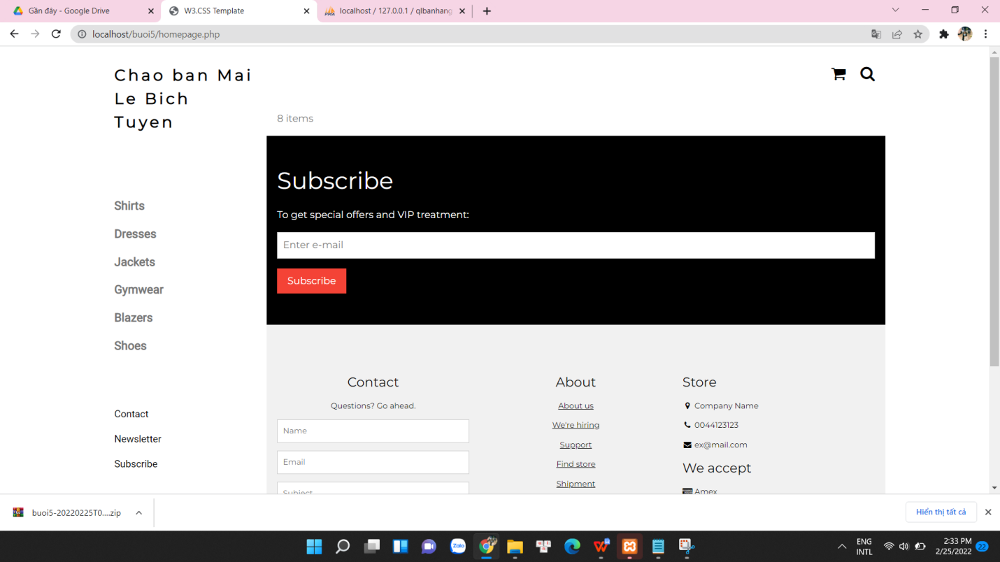 Gần đây - Google Drive
W3.CSS Template
localhost / 127.0.0.1 / qlbanhang
localhost/buoi5/homepage.php
Chao ban Mai
Le Bich
Tuyen
8 items
Subscribe
To get special offers and VIP treatment:
Enter e-mail
Subscribe
Shirts
Dresses
Jackets
Gymwear
Blazers
Shoes
Contact
Newsletter
Subscribe
Contact
Questions? Go ahead.
Name
Email
Subject
About
About us
We're hiring
Support
Find store
Shipment
Store
Company Name
0044123123
ex@mail.com
We accept
Amex
buoi5-20220225T0....zip
Hiển thị tất cả
Zalo
ENG
INTL
2:33 PM
2/25/2022
22